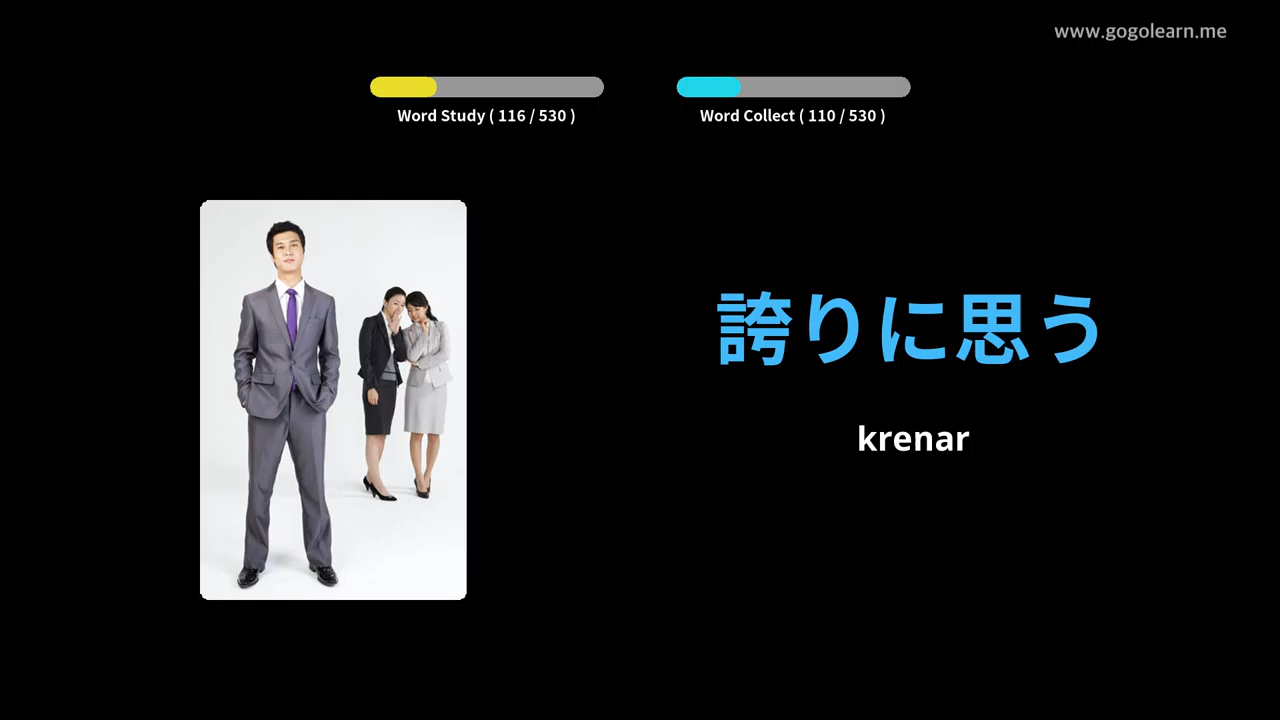 www.gogolearn.me
Word Study ( 116 / 530 )
Word Collect ( 110 / 530 )
誇りに思う
krenar